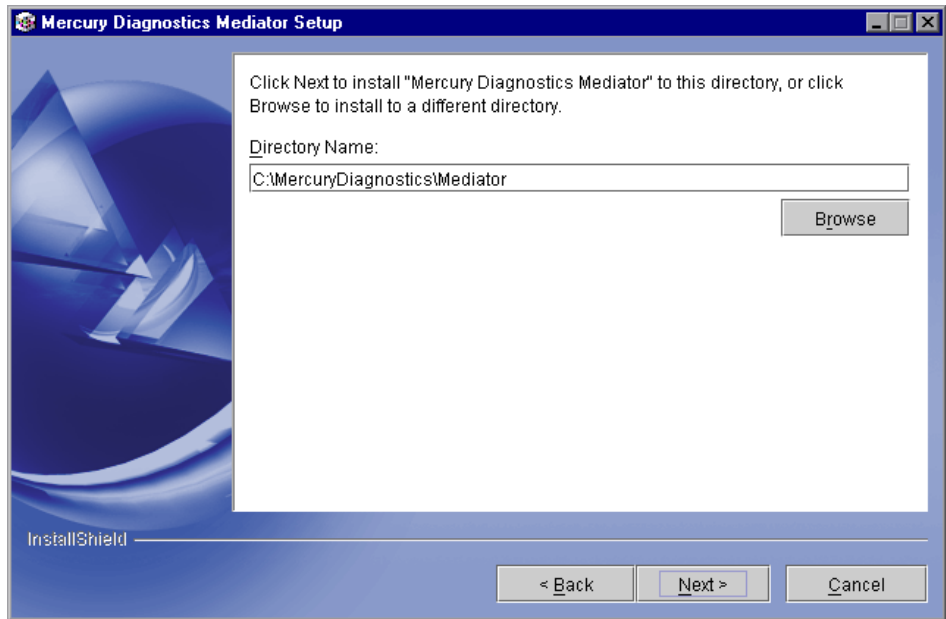 Mercury Diagnostics Mediator Setup
Click Next to install "Mercury Diagnostics Mediator" to this directory, or click
Browse to install to a different directory.
Directory Name:
C:\MercuryDiagnostics\Mediator
Browse
InstallShield
< Back Next > Cancel